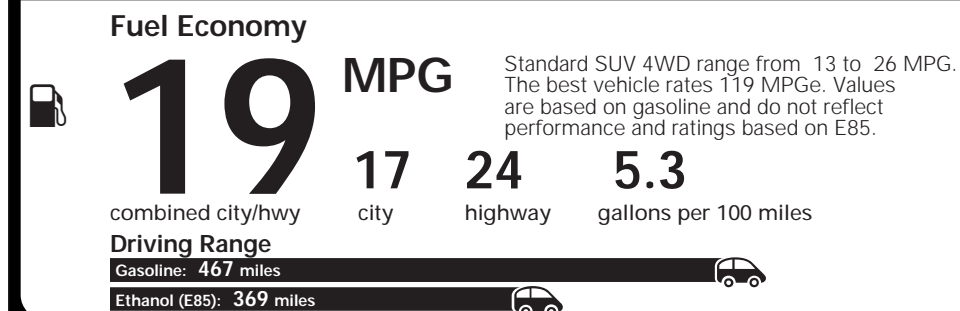 Fuel Economy
19 MPG
Standard SUV 4WD range from 13 to 26 MPG.
The best vehicle rates 119 MPGe. Values
are based on gasoline and do not reflect
performance and ratings based on E85.
17 24 5.3
combined city/hwy city highway gallons per 100 miles
Driving Range
Gasoline: 467 miles
Ethanol (E85): 369 miles